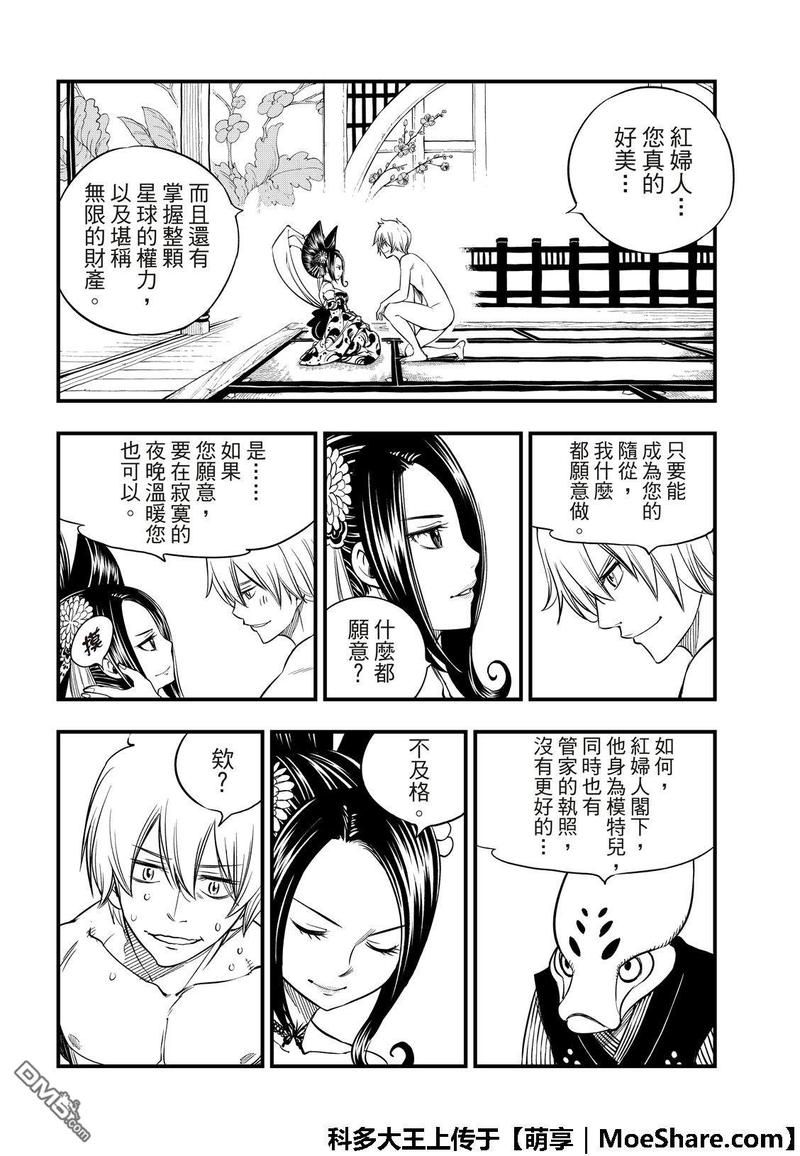 紅婦人⋯
您真的
好美⋯
而且還有
掌握整顆
星球的權力，
以及堪稱
無限的財產。
只要能
成為您的
隨從，
我什麼
都願意做。
什麼都
願意？
是⋯⋯
如果
您願意，
要在寂寞的
夜晚溫暖您
也可以。
摸
如何，
紅婦人閣下，
他身為模特兒，
同時也有
管家的執照，
沒有更好的⋯
不及格。
欸？
DM5.com
科多大王上传于【萌享｜MoeShare.com】